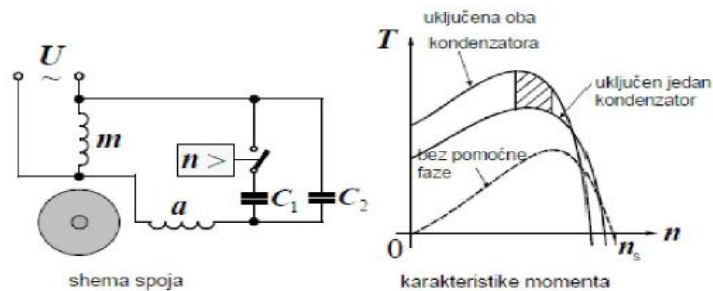 U
~
m
n >
a
C₁
C₂
shema spoja
uključena oba
kondenzatora
T
uključen jedan
kondenzator
bez pomoćne
faze
0
nₛ
n
karakteristike momenta